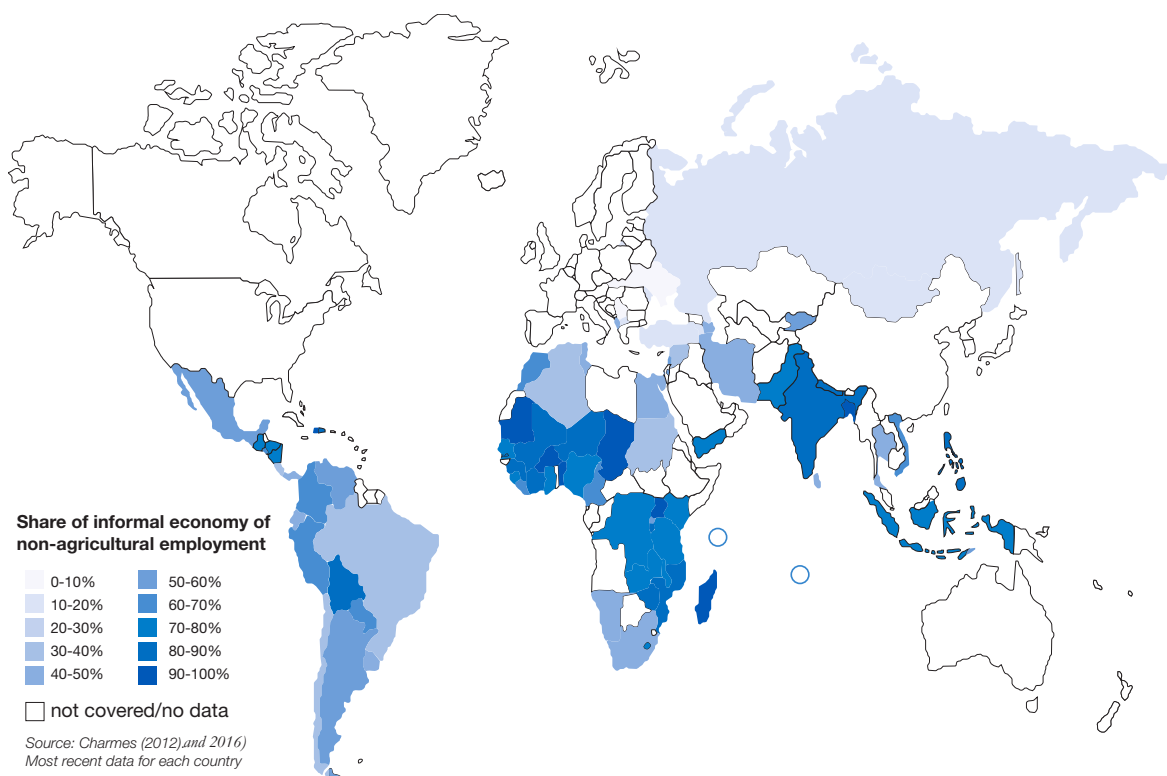 Share of informal economy of
non-agricultural employment
0-10%
10-20%
20-30%
30-40%
40-50%
50-60%
60-70%
70-80%
80-90%
90-100%
not covered/no data
Source: Charmes (2012),and 2016)
Most recent data for each country